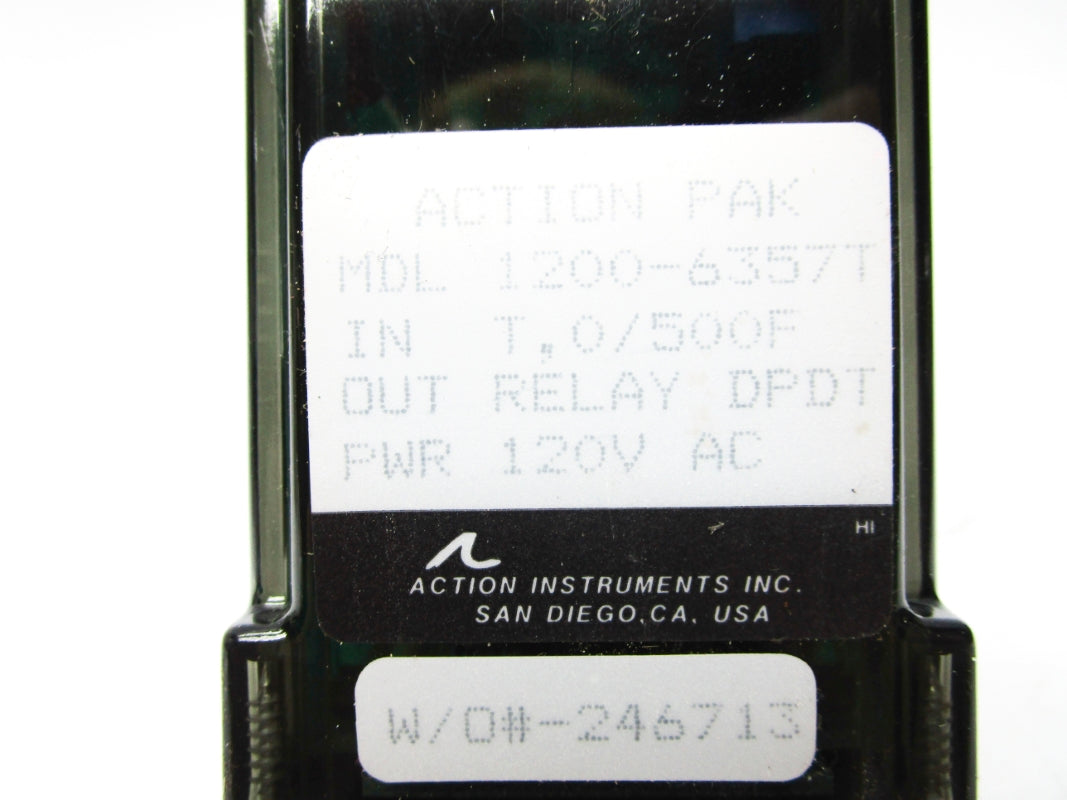 ACTION PAK
MDL 1200-6357T
IN T,0/500F
OUT RELAY DPDT
PWR 120V AC
HI
ACTION INSTRUMENTS INC.
SAN DIEGO,CA, USA
W/O#-246713